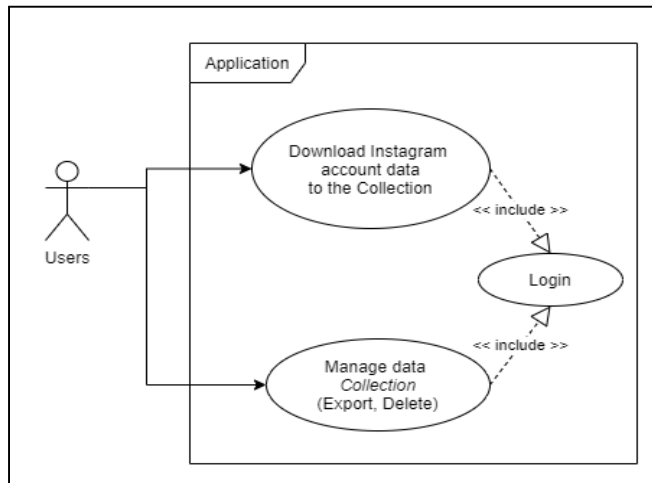 Application
Download Instagram
account data
to the Collection
<< include >>
Users
Login
<< include >>
Manage data
Collection
(Export, Delete)